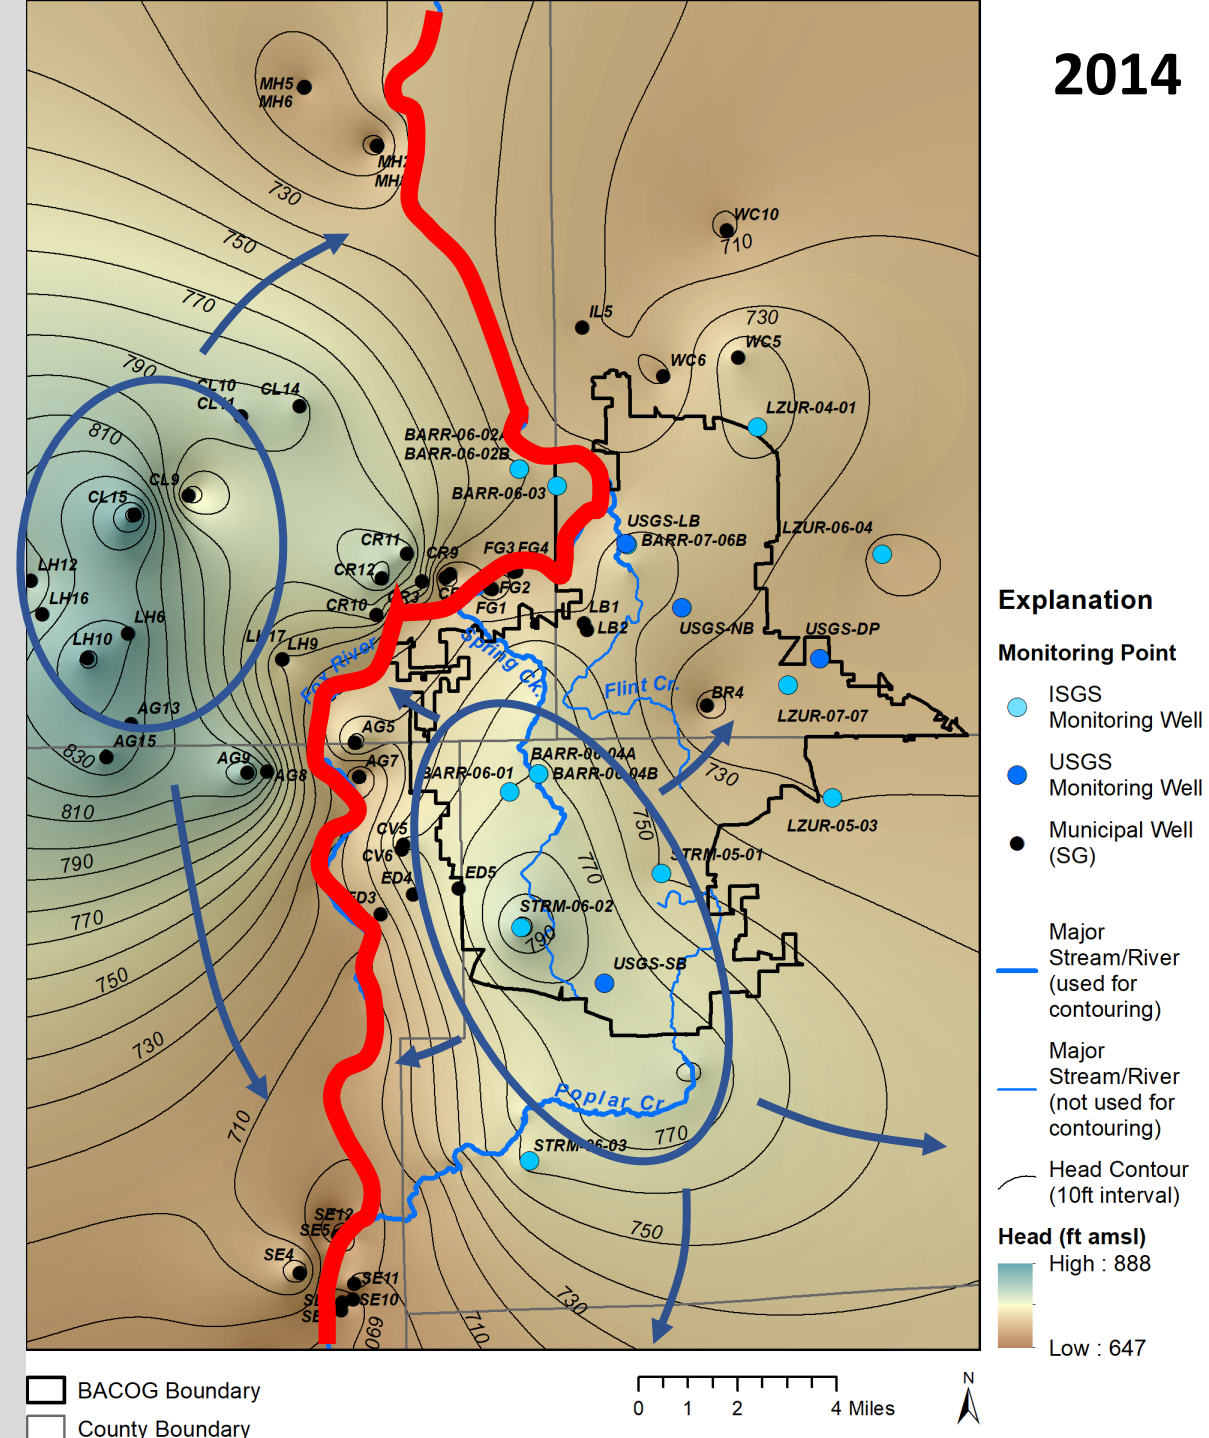 2014
MH5
MH6
MH7
MH8
730
WC10
710
750
770
IL5
730
WC5
WC6
790
CL10
CL11
CL14
LZUR-04-01
810
BARR-06-02A
BARR-06-02B
CL9
CL15
BARR-06-03
USGS-LB
BARR-07-06B
LZUR-06-04
CR11
CR9
FG3
FG4
LH12
CR12
FG2
LH16
CR10
FG1
LB1
LB2
LH6
LH17
LH9
USGS-NB
USGS-DP
LH10
Fox River
Spring Ck.
Flint Cr.
BR4
AG13
LZUR-07-07
AG5
AG15
830
AG9
AG8
AG7
BARR-06-04A
BARR-06-04B
BARR-06-01
730
810
LZUR-05-03
CV5
750
790
CV6
STRM-05-01
770
ED4
ED5
ED3
STRM-06-02
770
790
USGS-SB
750
730
Poplar Cr
710
770
STRM-06-03
SE12
SE5
750
SE4
SE11
SE10
730
710
690
Explanation
Monitoring Point
ISGS
Monitoring Well
USGS
Monitoring Well
Municipal Well
(SG)
Major
Stream/River
(used for
contouring)
Major
Stream/River
(not used for
contouring)
Head Contour
(10ft interval)
Head (ft amsl)
High : 888
Low : 647
BACOG Boundary
County Boundary
0 1 2 4 Miles
N